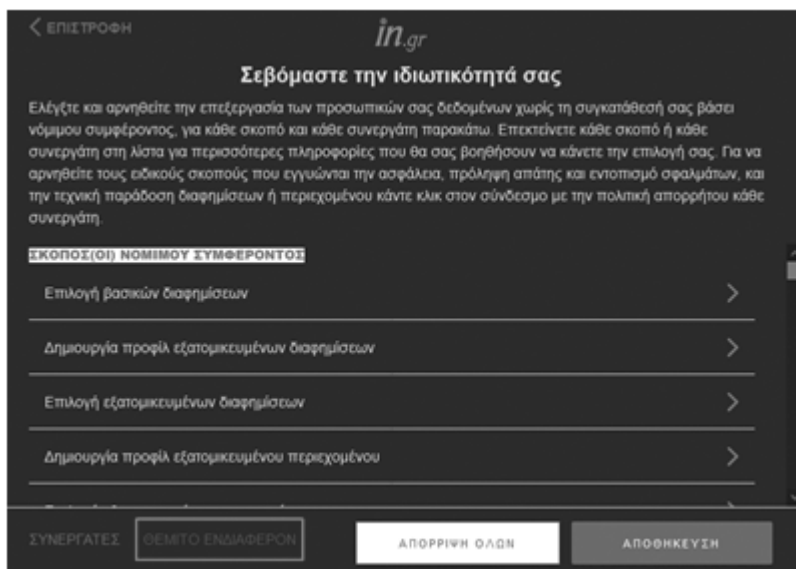 ΕΠΙΣΤΡΟΦΗ
in.gr
Σεβόμαστε την ιδιωτικότητά σας
Ελέγξτε και αρνηθείτε την επεξεργασία των προσωπικών σας δεδομένων χωρίς τη συγκατάθεσή σας βάσει
νόμιμου συμφέροντος, για κάθε σκοπό και κάθε συνεργάτη παρακάτω. Επεκτείνετε κάθε σκοπό ή κάθε
συνεργάτη στη λίστα για περισσότερες πληροφορίες που θα σας βοηθήσουν να κάνετε την επιλογή σας. Για να
αρνηθείτε τους ειδικούς σκοπούς που εγγυώνται την ασφάλεια, πρόληψη απάτης και εντοπισμό σφαλμάτων, και
την τεχνική παράδοση διαφημίσεων ή περιεχομένου κάντε κλικ στον σύνδεσμο με την πολιτική απορρήτου κάθε
συνεργάτη.
ΣΚΟΠΟΣ(ΟΙ) ΝΟΜΙΜΟΥ ΣΥΜΦΕΡΟΝΤΟΣ
Επιλογή βασικών διαφημίσεων
Δημιουργία προφίλ εξατομικευμένων διαφημίσεων
Επιλογή εξατομικευμένων διαφημίσεων
Δημιουργία προφίλ εξατομικευμένου περιεχομένου
ΣΥΝΕΡΓΑΤΕΣ
ΘΕΜΙΤΟ ΕΝΔΙΑΦΕΡΟΝ
ΑΠΟΡΡΙΨΗ ΟΛΩΝ
ΑΠΟΘΗΚΕΥΣΗ